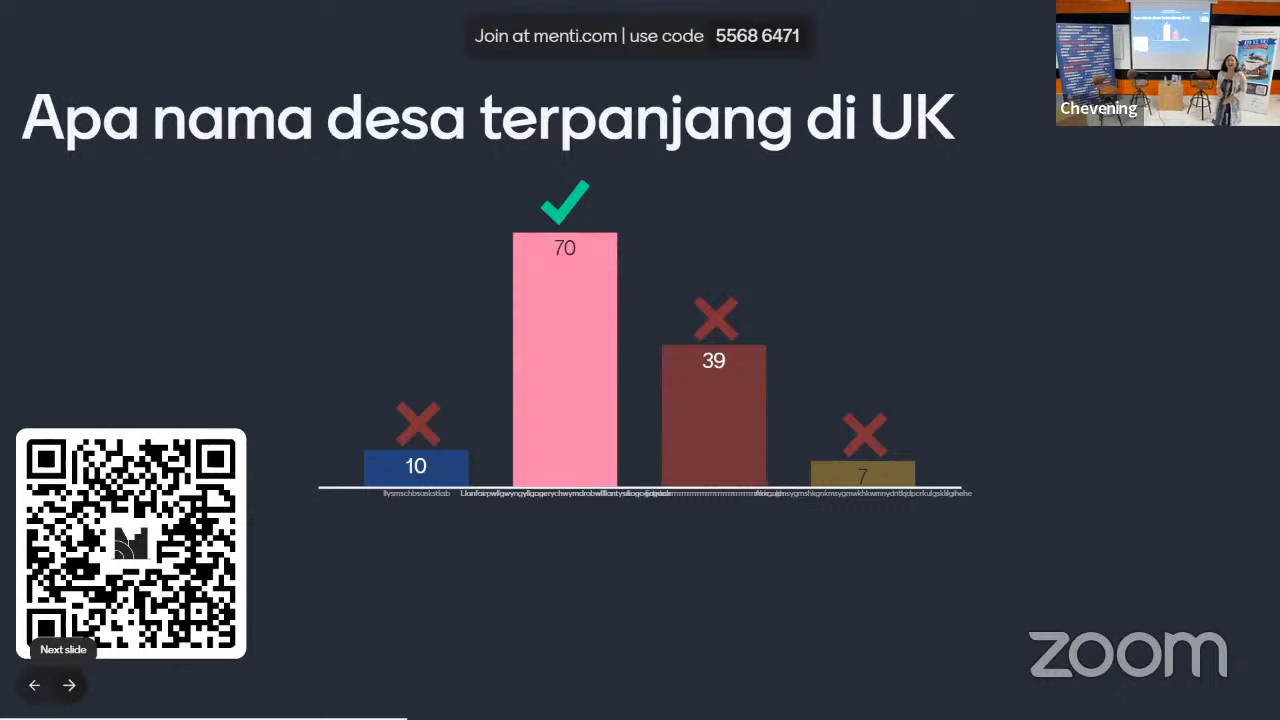 Join at menti.com | use code 5568 6471
Apa nama desa terpanjang di UK
Chevening
70
39
10
7
Next slide
zoom